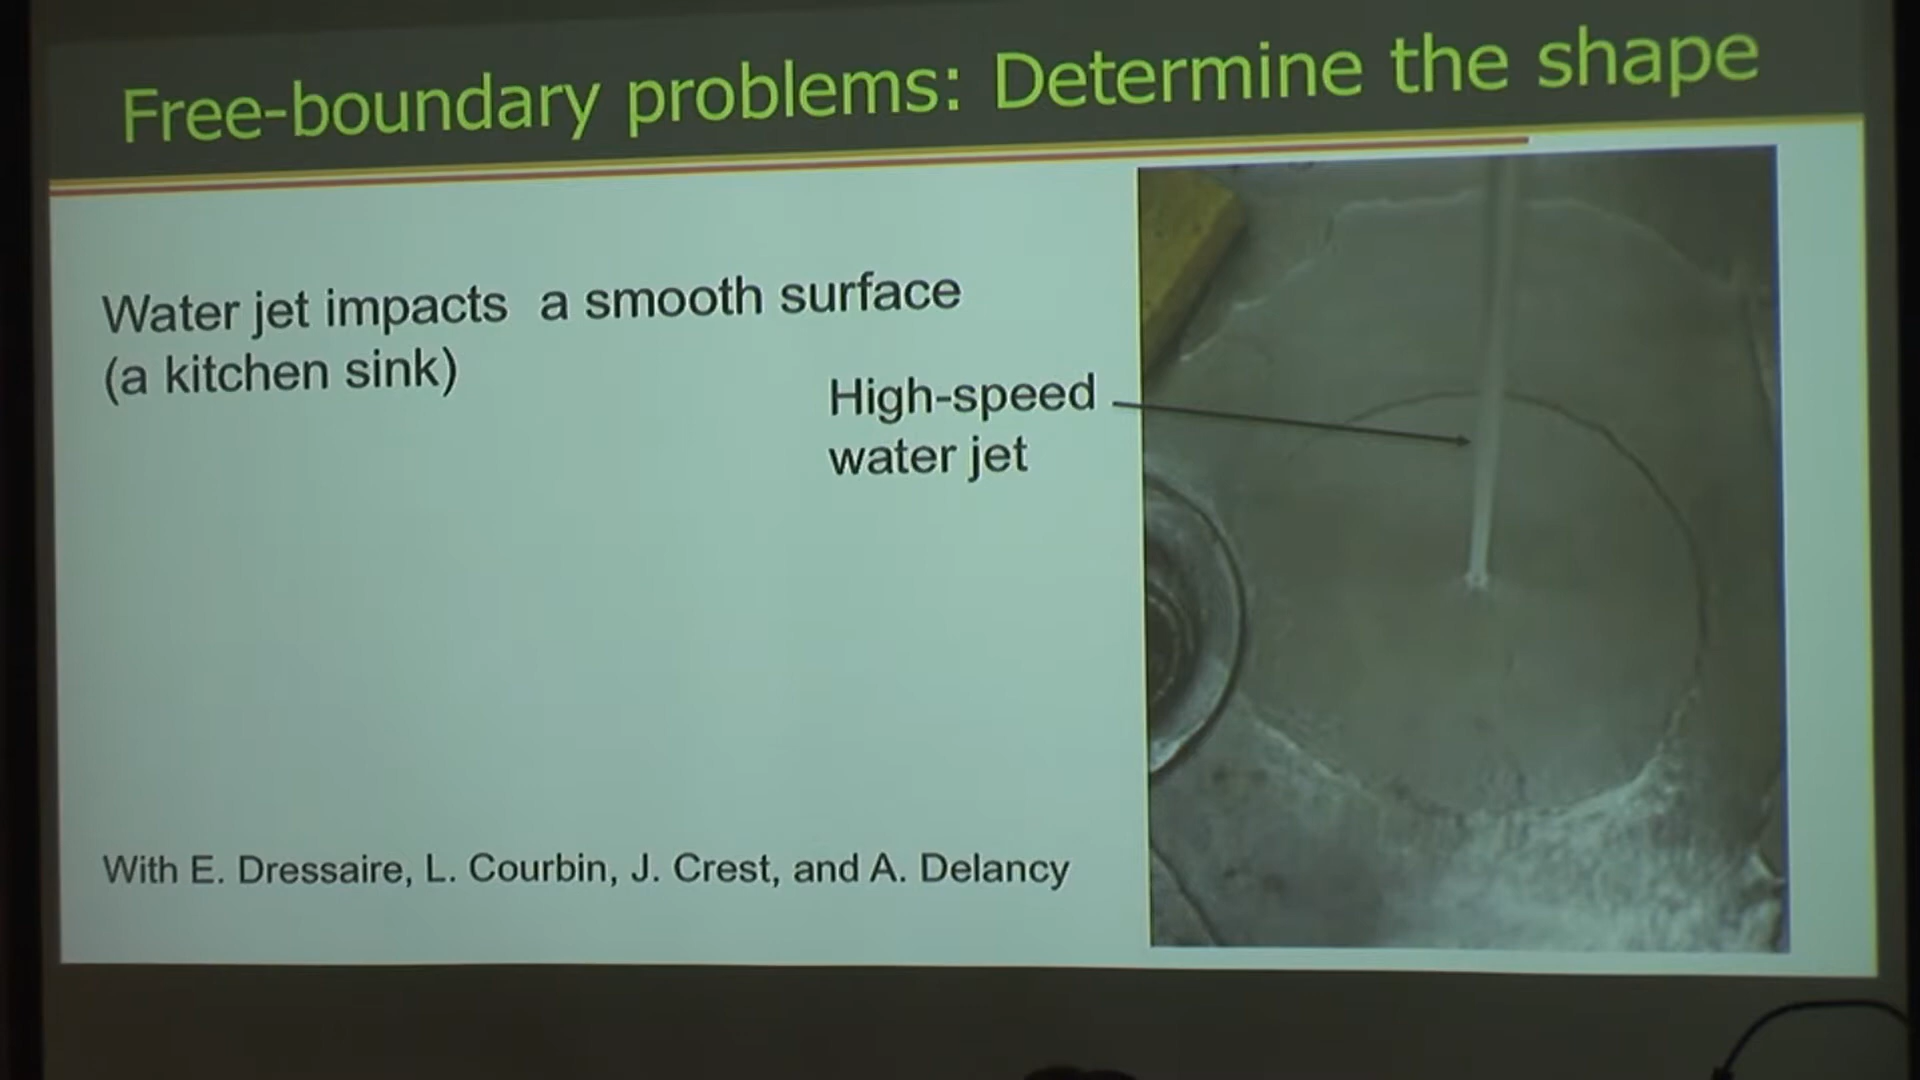 Free-boundary problems: Determine the shape
Water jet impacts a smooth surface
(a kitchen sink)
High-speed
water jet
With E. Dressaire, L. Courbin, J. Crest, and A. Delancy